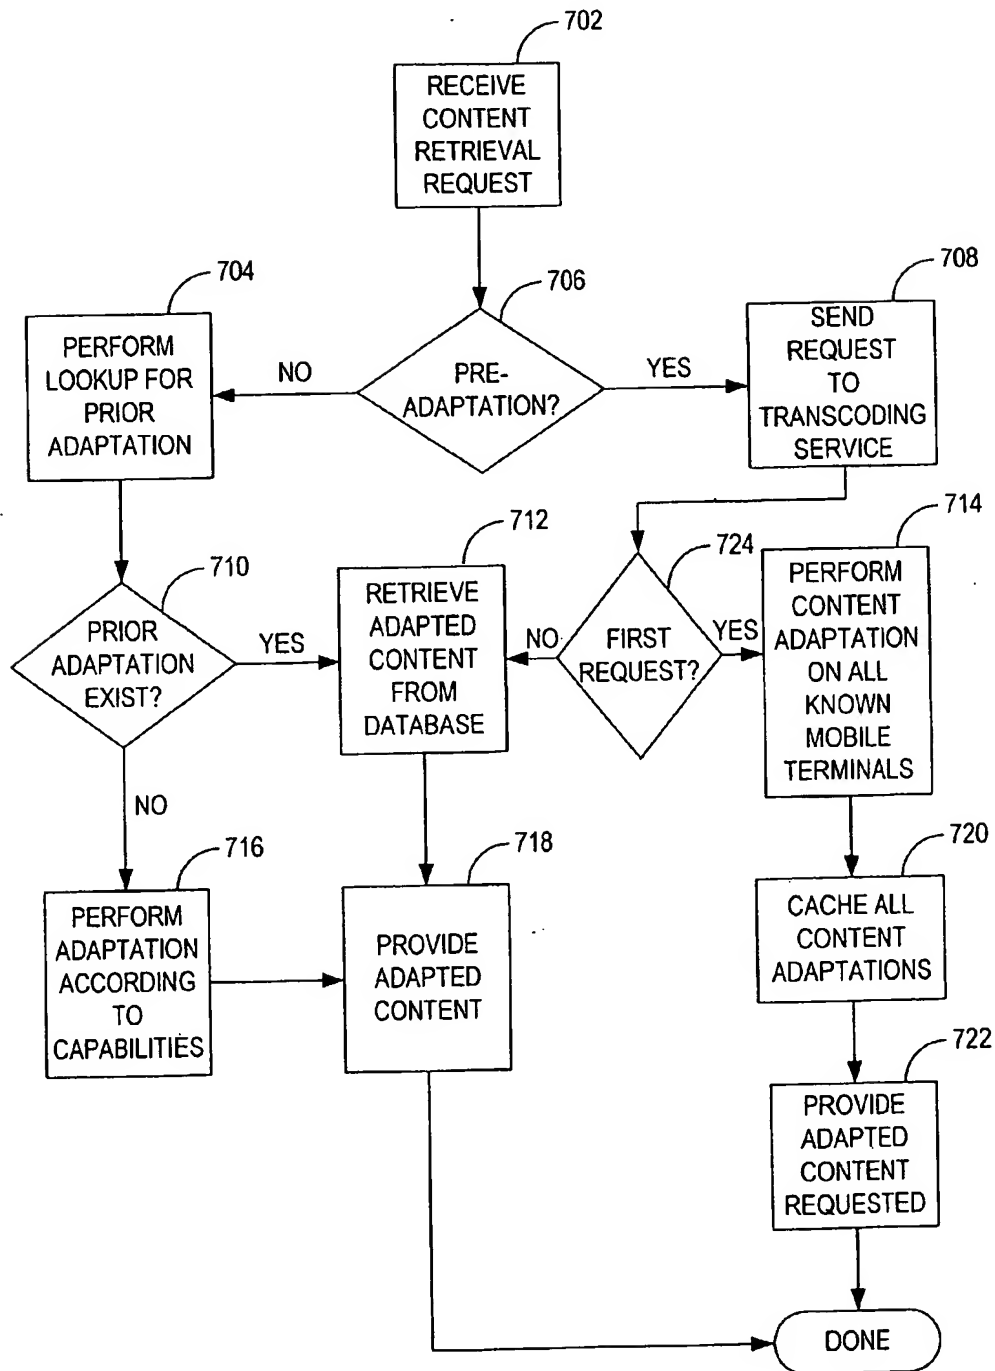 702
RECEIVE
CONTENT
RETRIEVAL
REQUEST
704
PERFORM
LOOKUP FOR
PRIOR
ADAPTATION
NO
706
PRE-
ADAPTATION?
YES
708
SEND
REQUEST
TO
TRANSCODING
SERVICE
710
PRIOR
ADAPTATION
EXIST?
YES
NO
712
RETRIEVE
ADAPTED
CONTENT
FROM
DATABASE
NO
724
FIRST
REQUEST?
YES
714
PERFORM
CONTENT
ADAPTATION
ON ALL
KNOWN
MOBILE
TERMINALS
716
PERFORM
ADAPTATION
ACCORDING
TO
CAPABILITIES
718
PROVIDE
ADAPTED
CONTENT
720
CACHE ALL
CONTENT
ADAPTATIONS
722
PROVIDE
ADAPTED
CONTENT
REQUESTED
DONE